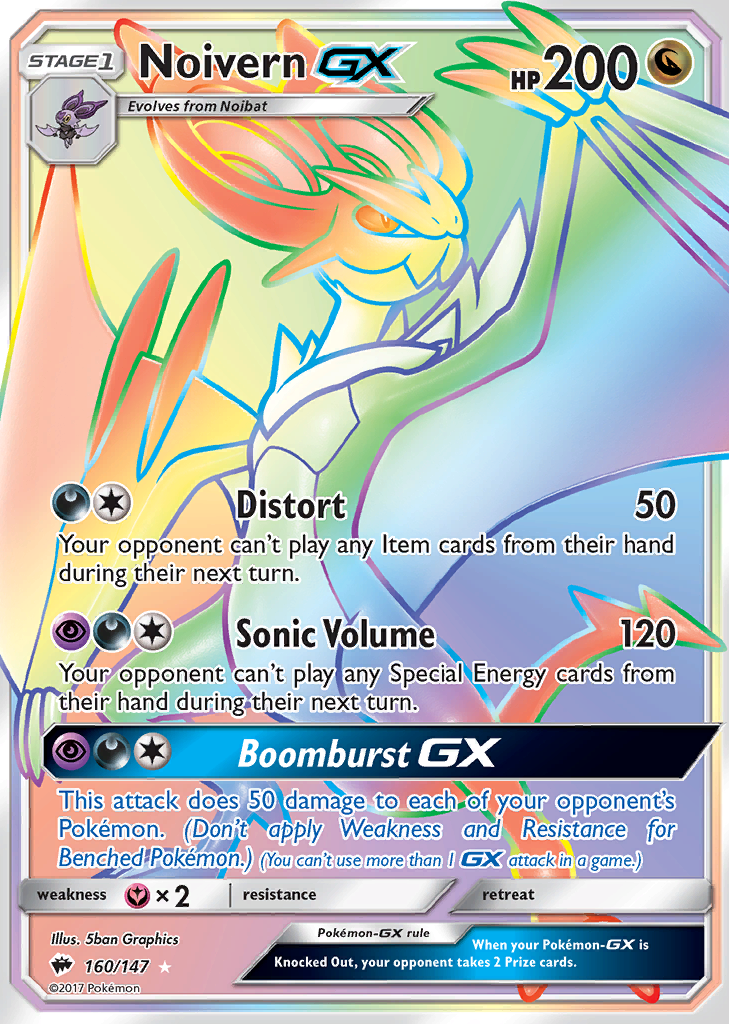 STAGE1 Noivern GX HP 200
Evolves from Noibat
Distort 50
Your opponent can't play any Item cards from their hand
during their next turn.
Sonic Volume 120
Your opponent can't play any Special Energy cards from
their hand during their next turn.
Boomburst GX
This attack does 50 damage to each of your opponent's
Pokémon. (Don't apply Weakness and Resistance for
Benched Pokémon.) (You can't use more than 1 GX attack in a game.)
weakness ×2 resistance retreat
Illus. 5ban Graphics
160/147
©2017 Pokémon
Pokémon-GX rule
When your Pokémon-GX is
Knocked Out, your opponent takes 2 Prize cards.